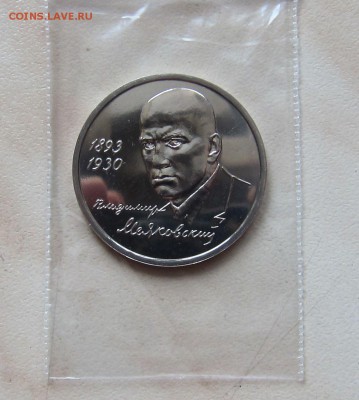 COINS.LAVE.RU
1893
1930
Владимир
Маяковский